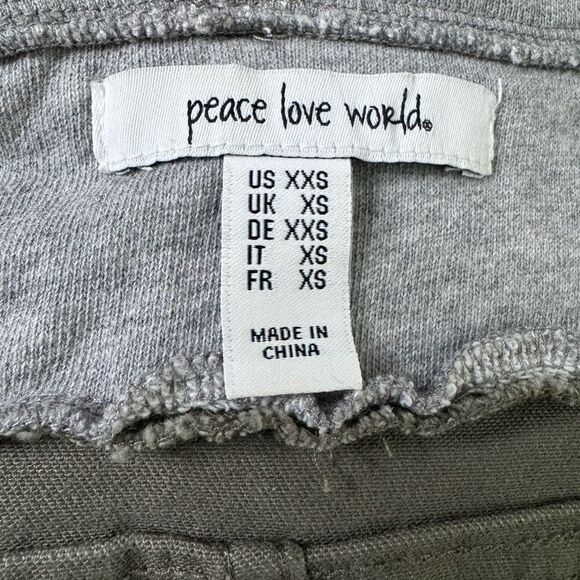 peace love world®
US XXS
UK XS
DE XXS
IT XS
FR XS
MADE IN
CHINA